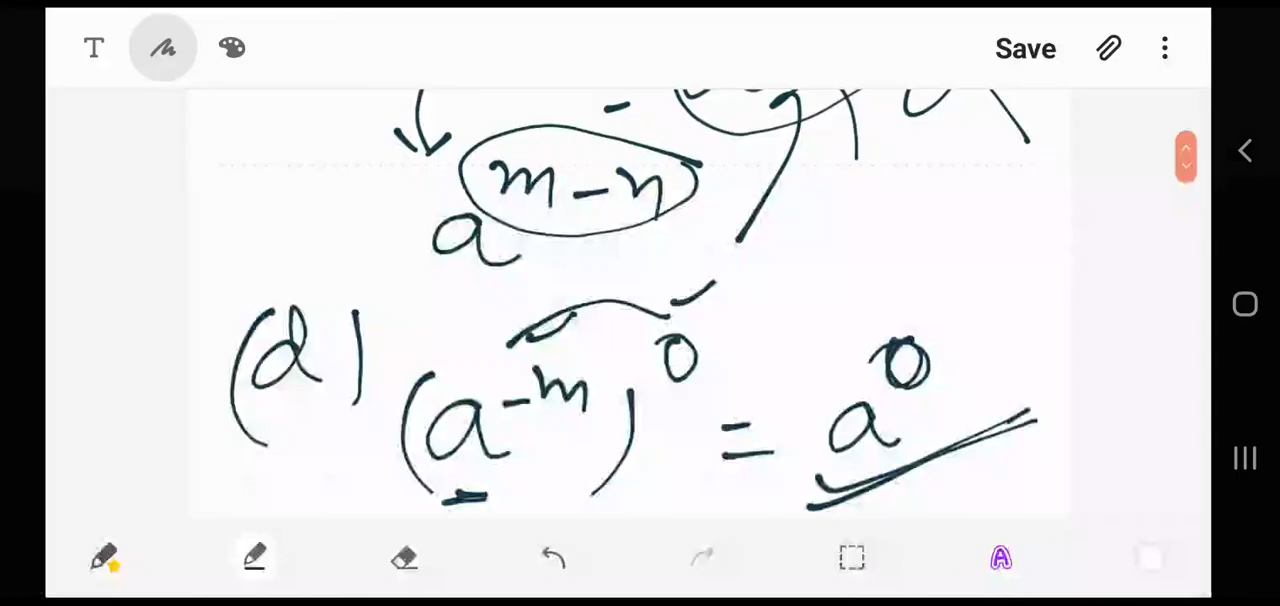 T Save
a^{m-n}
(d) (a^{-m})^0 = a^0
A